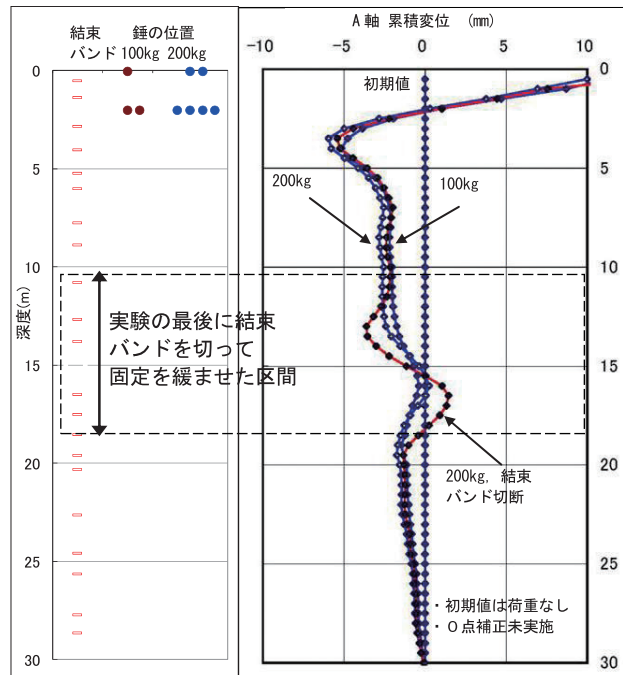 結束 錘の位置
バンド 100kg 200kg
0
5
10
15
20
25
30
深度(m)
実験の最後に結束
バンドを切って
固定を緩ませた区間
A軸 累積変位 (mm)
-10 -5 0 5 10
初期値
200kg
100kg
200kg, 結束
バンド切断
・初期値は荷重なし
・0点補正未実施
0
5
10
15
20
25
30